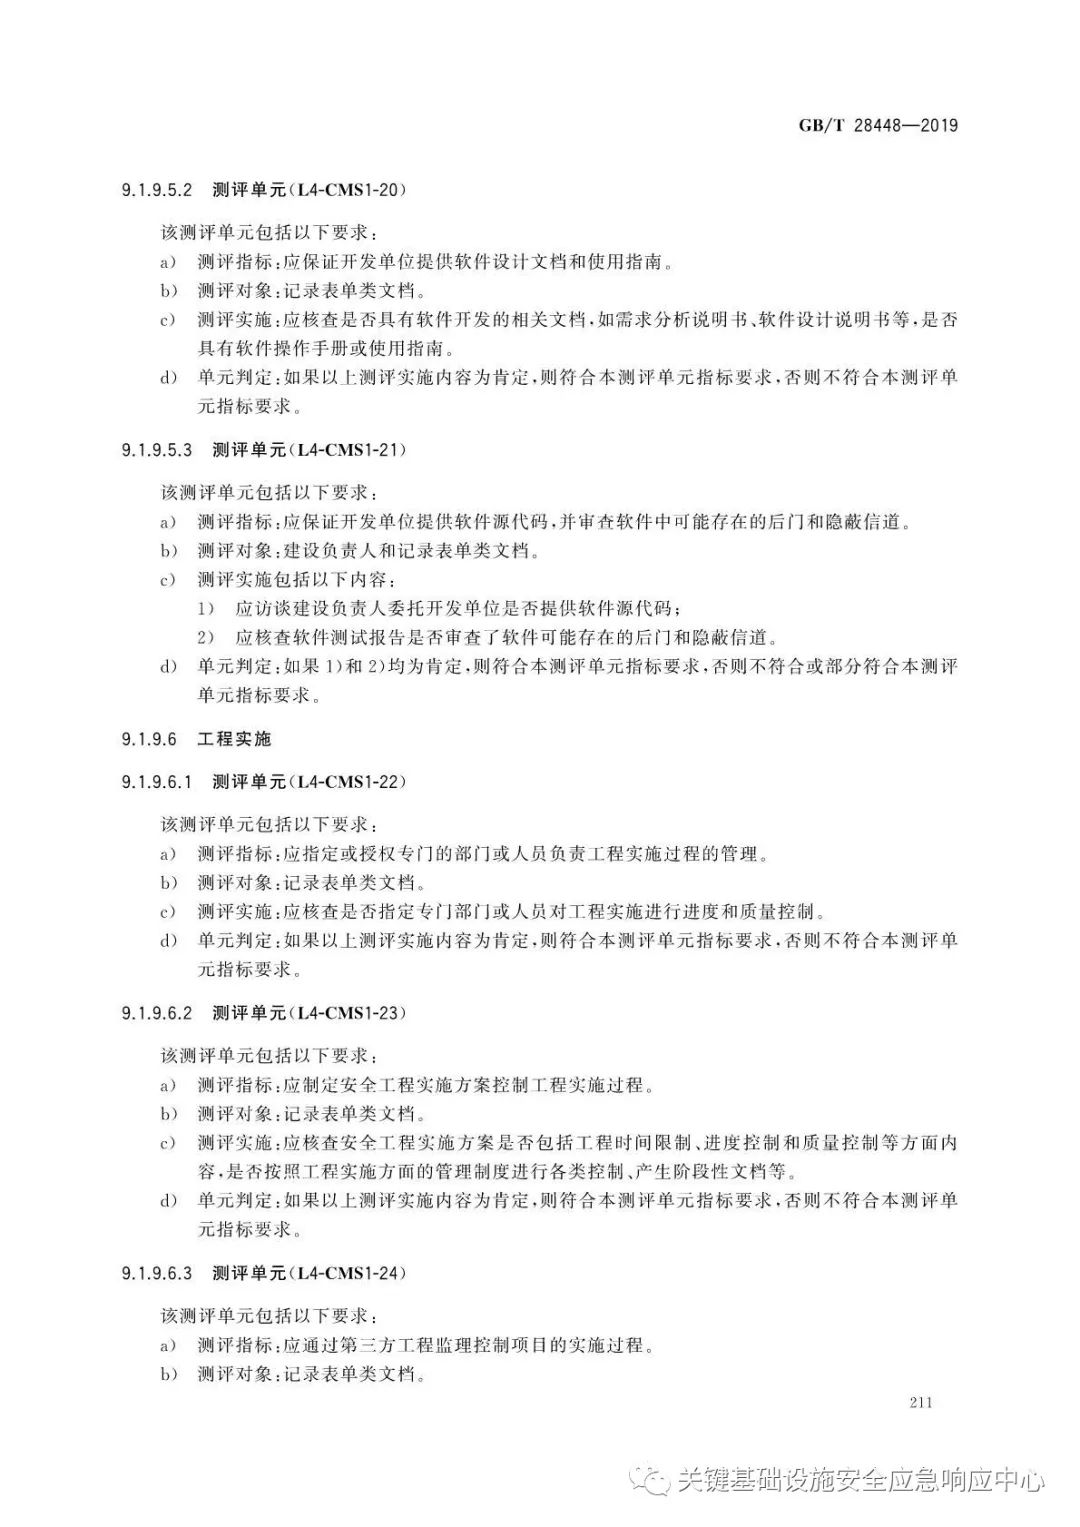 GB/T 28448—2019
9.1.9.5.2 测评单元(L4-CMS1-20)
该测评单元包括以下要求:
a) 测评指标:应保证开发单位提供软件设计文档和使用指南。
b) 测评对象:记录表单类文档。
c) 测评实施:应核查是否具有软件开发的相关文档,如需求分析说明书、软件设计说明书等,是否
具有软件操作手册或使用指南。
d) 单元判定:如果以上测评实施内容为肯定,则符合本测评单元指标要求,否则不符合本测评单
元指标要求。
9.1.9.5.3 测评单元(L4-CMS1-21)
该测评单元包括以下要求:
a) 测评指标:应保证开发单位提供软件源代码,并审查软件中可能存在的后门和隐蔽信道。
b) 测评对象:建设负责人和记录表单类文档。
c) 测评实施包括以下内容:
1) 应访谈建设负责人委托开发单位是否提供软件源代码;
2) 应核查软件测试报告是否审查了软件可能存在的后门和隐蔽信道。
d) 单元判定:如果 1)和 2)均为肯定,则符合本测评单元指标要求,否则不符合或部分符合本测评
单元指标要求。
9.1.9.6 工程实施
9.1.9.6.1 测评单元(L4-CMS1-22)
该测评单元包括以下要求:
a) 测评指标:应指定或授权专门的部门或人员负责工程实施过程的管理。
b) 测评对象:记录表单类文档。
c) 测评实施:应核查是否指定专门部门或人员对工程实施进行进度和质量控制。
d) 单元判定:如果以上测评实施内容为肯定,则符合本测评单元指标要求,否则不符合本测评单
元指标要求。
9.1.9.6.2 测评单元(L4-CMS1-23)
该测评单元包括以下要求:
a) 测评指标:应制定安全工程实施方案控制工程实施过程。
b) 测评对象:记录表单类文档。
c) 测评实施:应核查安全工程实施方案是否包括工程时间限制、进度控制和质量控制等方面内
容,是否按照工程实施方面的管理制度进行各类控制、产生阶段性文档等。
d) 单元判定:如果以上测评实施内容为肯定,则符合本测评单元指标要求,否则不符合本测评单
元指标要求。
9.1.9.6.3 测评单元(L4-CMS1-24)
该测评单元包括以下要求:
a) 测评指标:应通过第三方工程监理控制项目的实施过程。
b) 测评对象:记录表单类文档。
211
关键基础设施安全应急响应中心